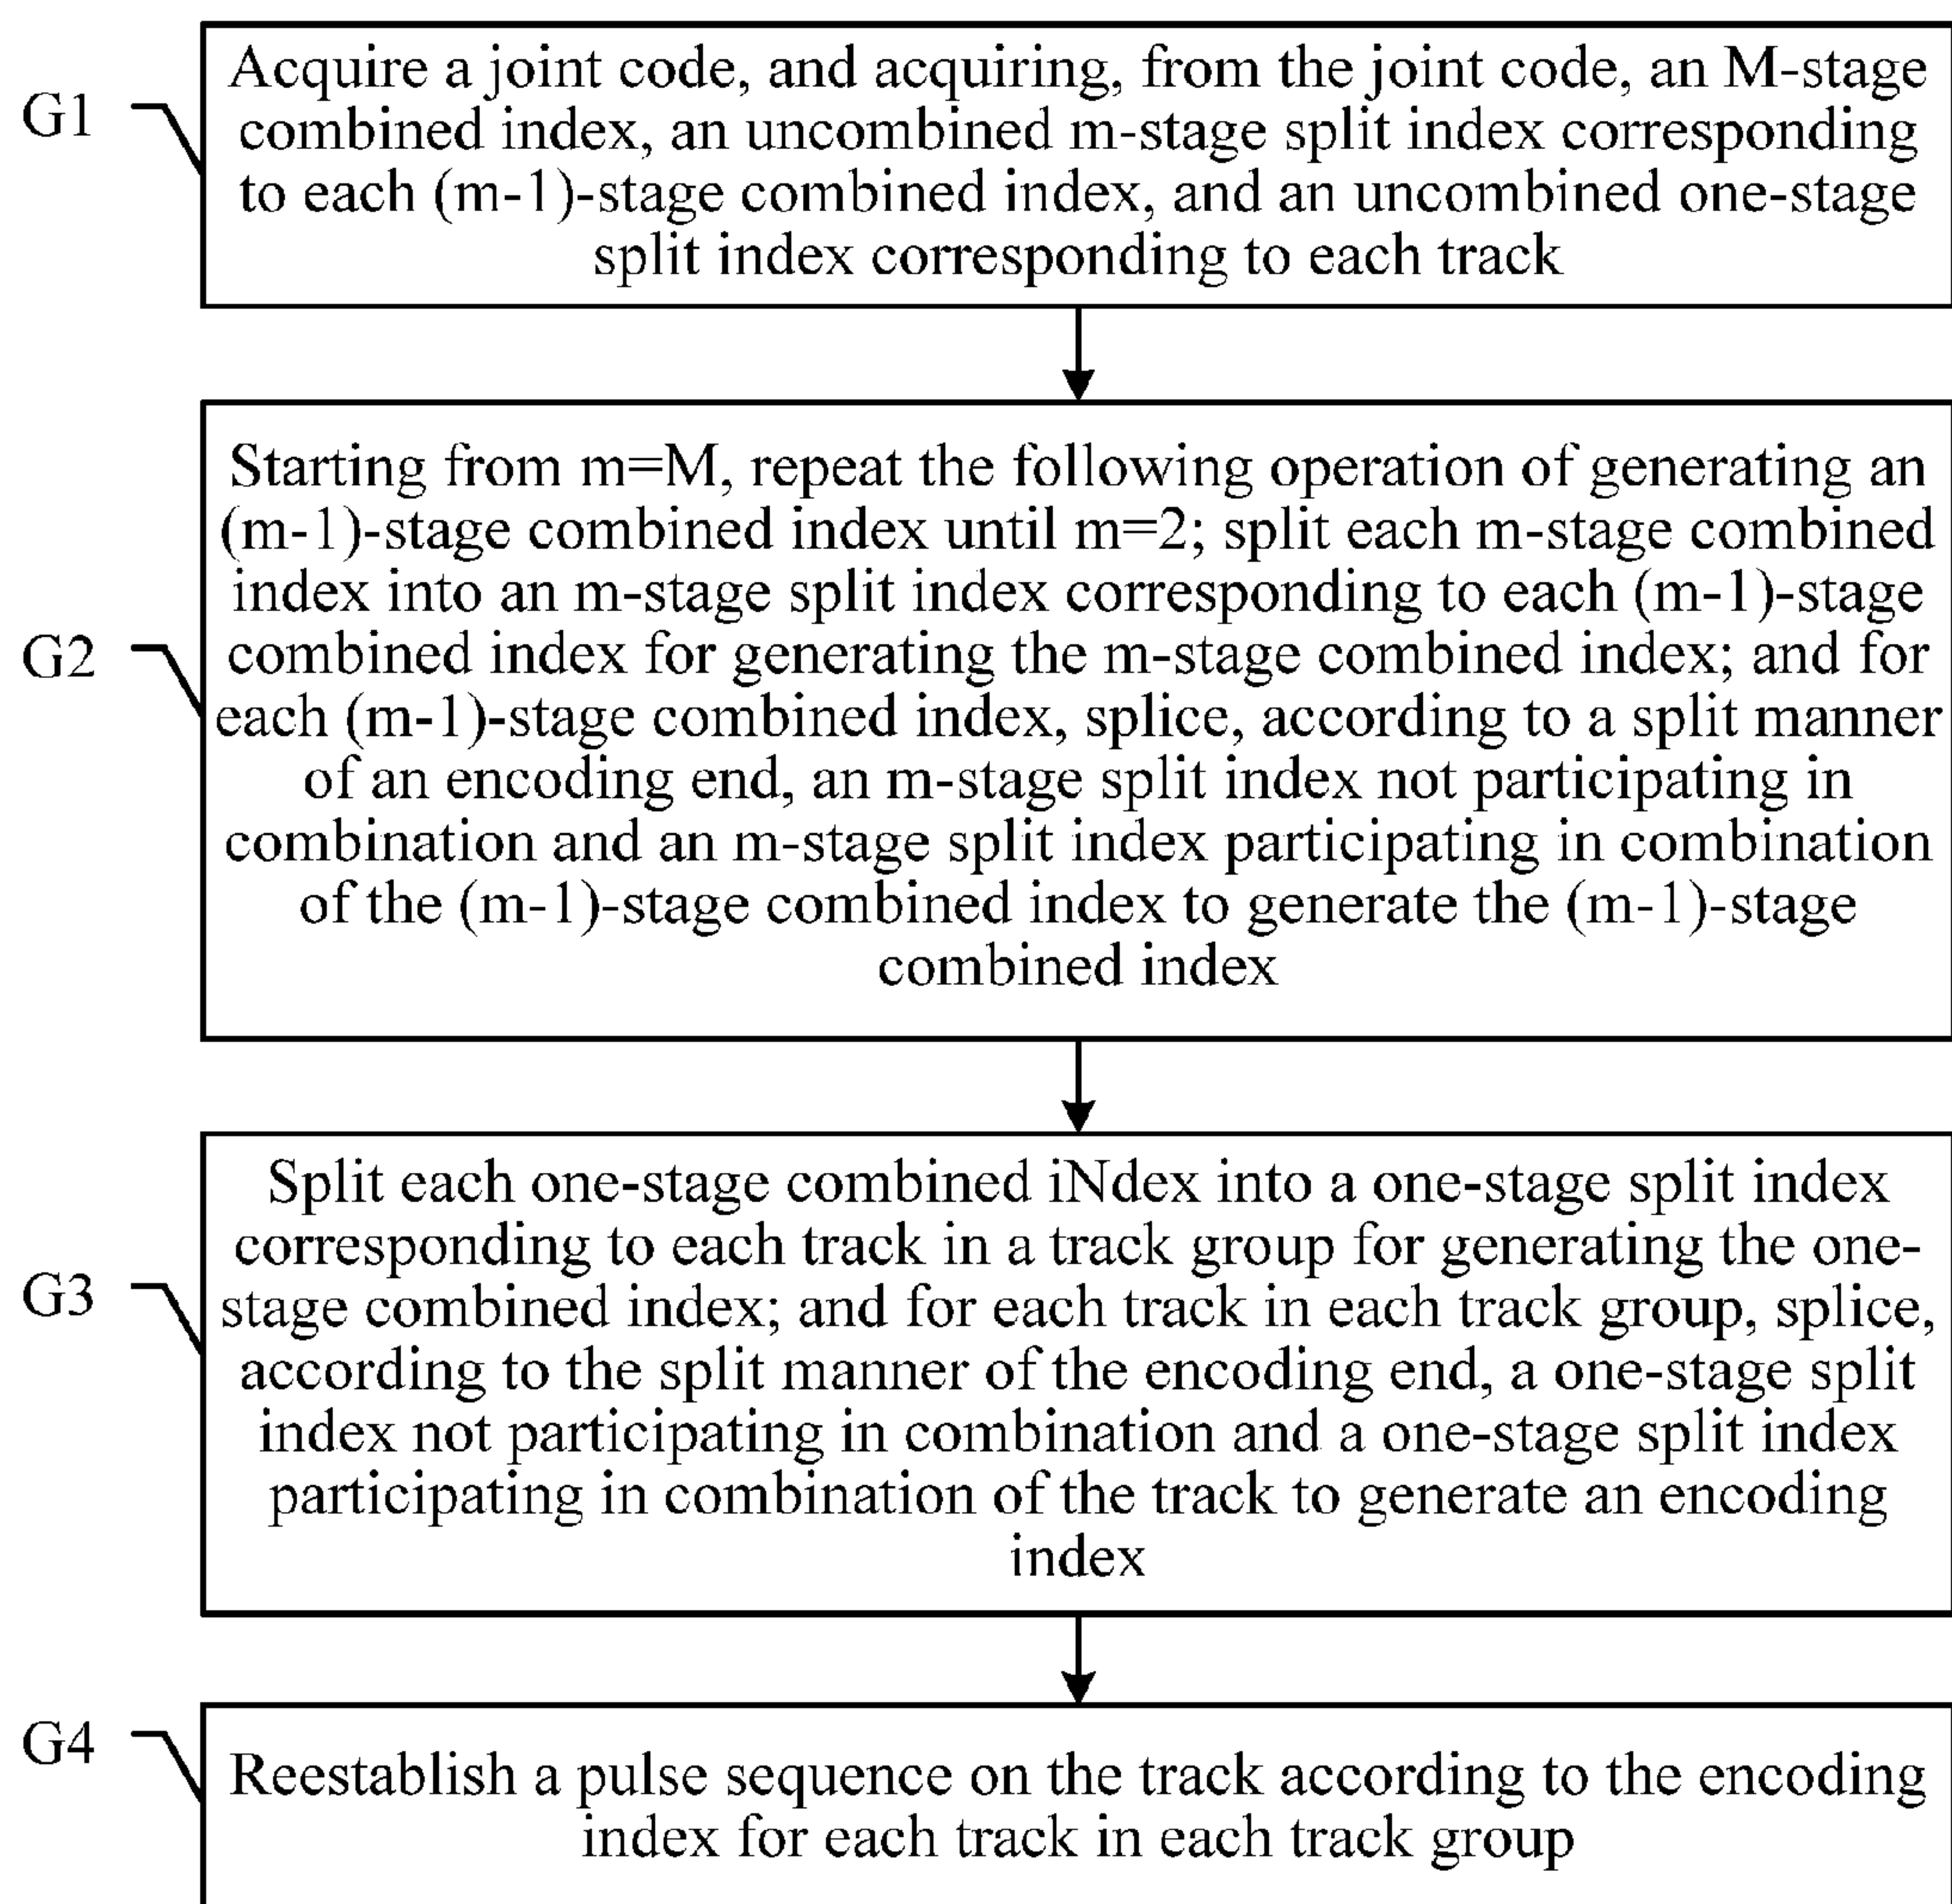 G1
Acquire a joint code, and acquiring, from the joint code, an M-stage
combined index, an uncombined m-stage split index corresponding
to each (m-1)-stage combined index, and an uncombined one-stage
split index corresponding to each track
G2
Starting from m=M, repeat the following operation of generating an
(m-1)-stage combined index until m=2; split each m-stage combined
index into an m-stage split index corresponding to each (m-1)-stage
combined index for generating the m-stage combined index; and for
each (m-1)-stage combined index, splice, according to a split manner
of an encoding end, an m-stage split index not participating in
combination and an m-stage split index participating in combination
of the (m-1)-stage combined index to generate the (m-1)-stage
combined index
G3
Split each one-stage combined iNdex into a one-stage split index
corresponding to each track in a track group for generating the one-
stage combined index; and for each track in each track group, splice,
according to the split manner of the encoding end, a one-stage split
index not participating in combination and a one-stage split index
participating in combination of the track to generate an encoding
index
G4
Reestablish a pulse sequence on the track according to the encoding
index for each track in each track group